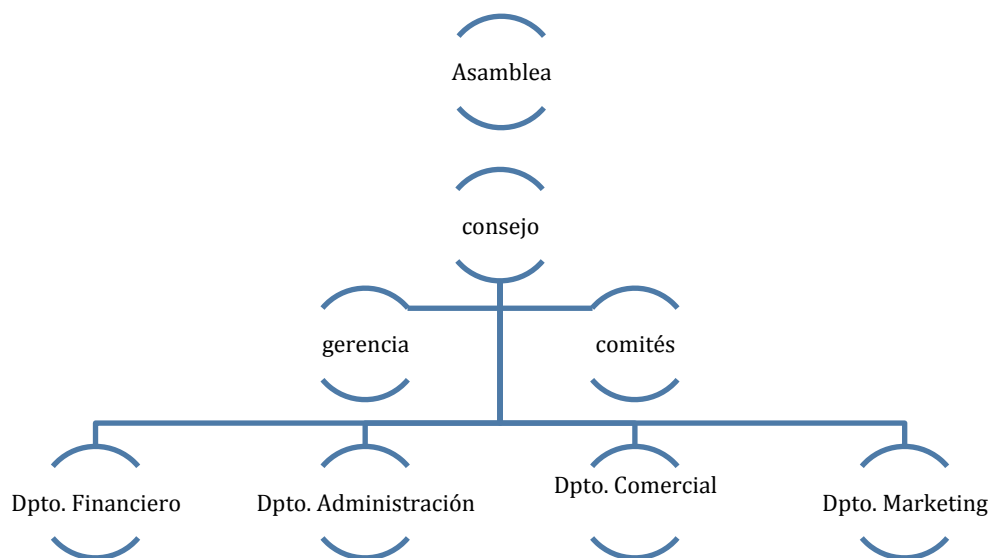 Asamblea
consejo
gerencia
comités
Dpto. Financiero
Dpto. Administración
Dpto. Comercial
Dpto. Marketing